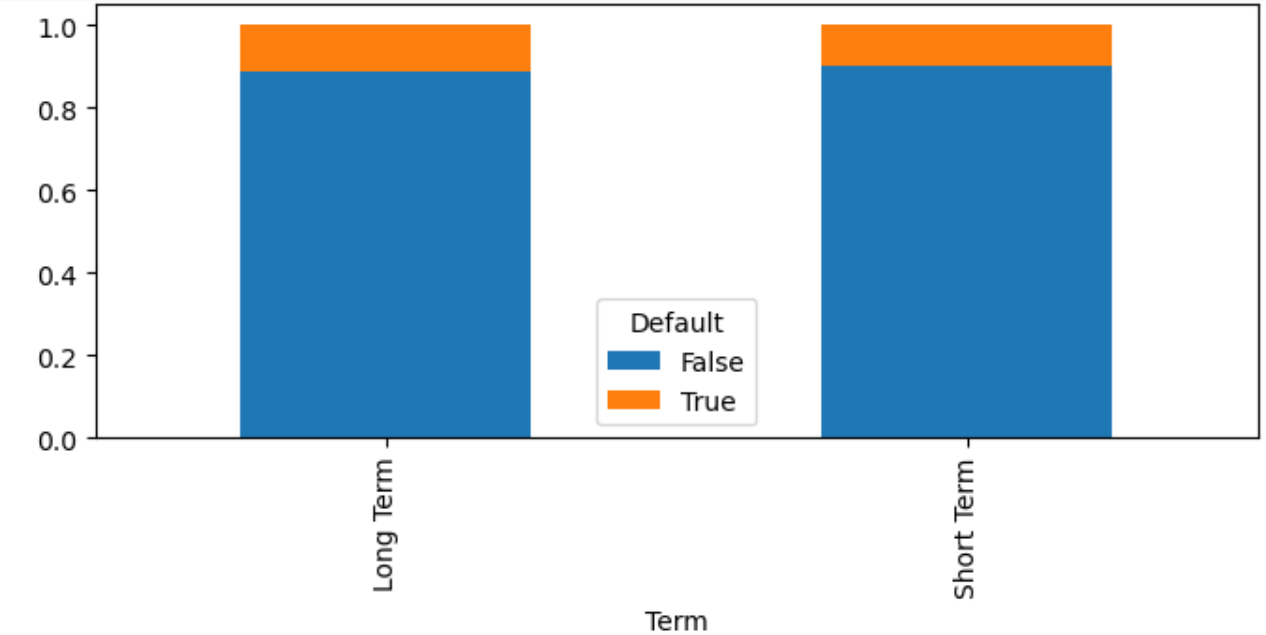 1.0
0.8
0.6
0.4
0.2
0.0
Default
False
True
Long Term
Short Term
Term